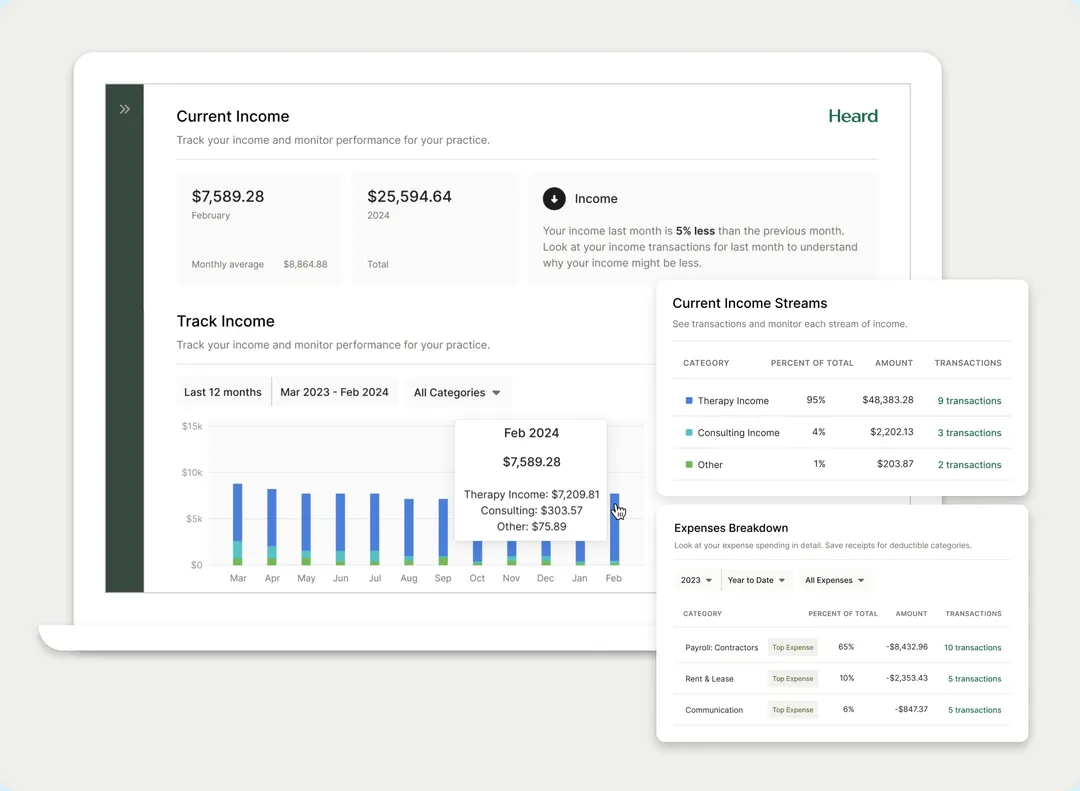 Current Income
Heard
Track your income and monitor performance for your practice.
$7,589.28
February
Monthly average $8,864.88
$25,594.64
2024
Total
Income
Your income last month is 5% less than the previous month.
Look at your income transactions for last month to understand
why your income might be less.
Track Income
Track your income and monitor performance for your practice.
Last 12 months
Mar 2023 - Feb 2024
All Categories
$15k
$10k
$5k
$0
Feb 2024
$7,589.28
Therapy Income: $7,209.81
Consulting: $303.57
Other: $75.89
Mar Apr May Jun Jul Aug Sep Oct Nov Dec Jan Feb
Current Income Streams
See transactions and monitor each stream of income.
CATEGORY PERCENT OF TOTAL AMOUNT TRANSACTIONS
Therapy Income 95% $48,383.28 9 transactions
Consulting Income 4% $2,202.13 3 transactions
Other 1% $203.87 2 transactions
Expenses Breakdown
Look at your expense spending in detail. Save receipts for deductible categories.
2023 Year to Date All Expenses
CATEGORY PERCENT OF TOTAL AMOUNT TRANSACTIONS
Payroll: Contractors Top Expense 65% -$8,432.96 10 transactions
Rent & Lease Top Expense 10% -$2,353.43 5 transactions
Communication Top Expense 6% -$847.37 5 transactions